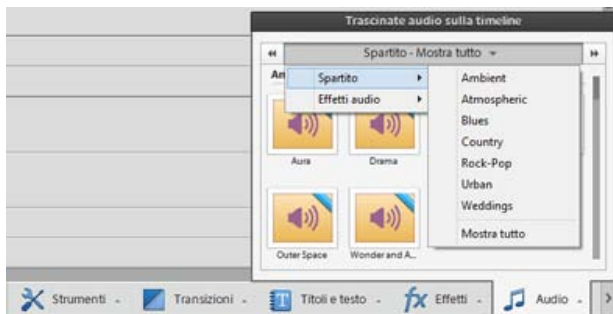 Trascinate audio sulla timeline
Spartito - Mostra tutto
Spartito
Effetti audio
Ambient
Atmospheric
Blues
Country
Rock-Pop
Urban
Weddings
Mostra tutto
Aura
Drama
Outer Space
Wonder and A...
Strumenti
Transizioni
Titoli e testo
Effetti
Audio